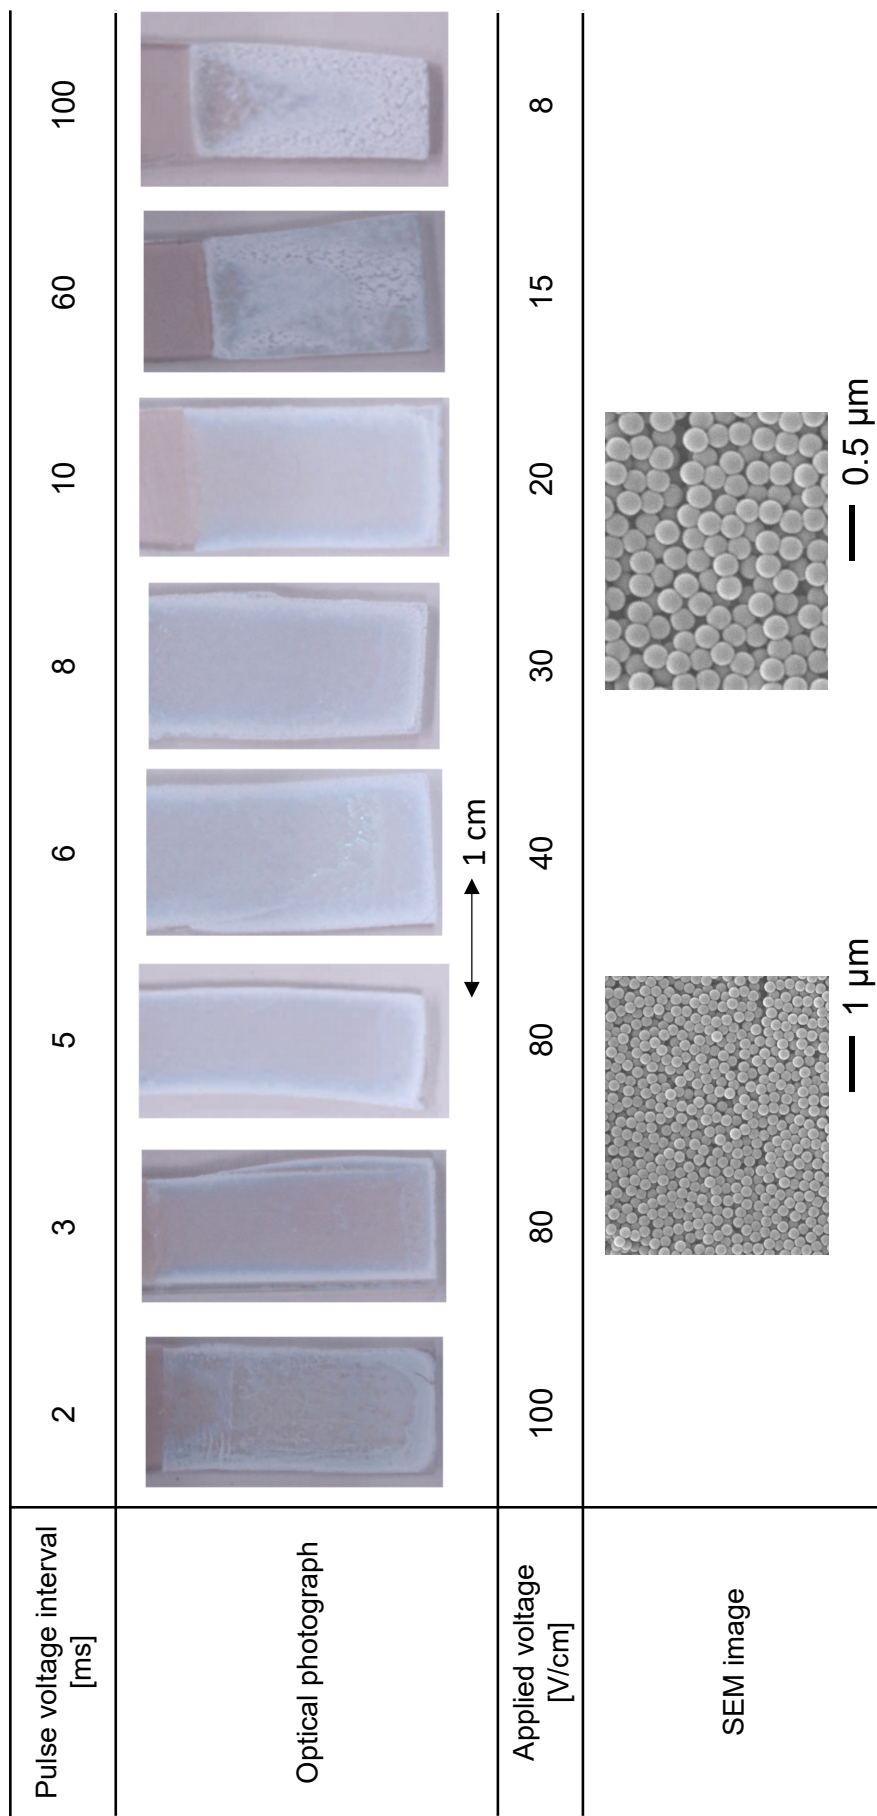 Pulse voltage interval
[ms]
2
3
5
6
8
10
60
100
Optical photograph
1 cm
Applied voltage
[V/cm]
100
80
80
40
30
20
15
8
SEM image
1 μm
0.5 μm